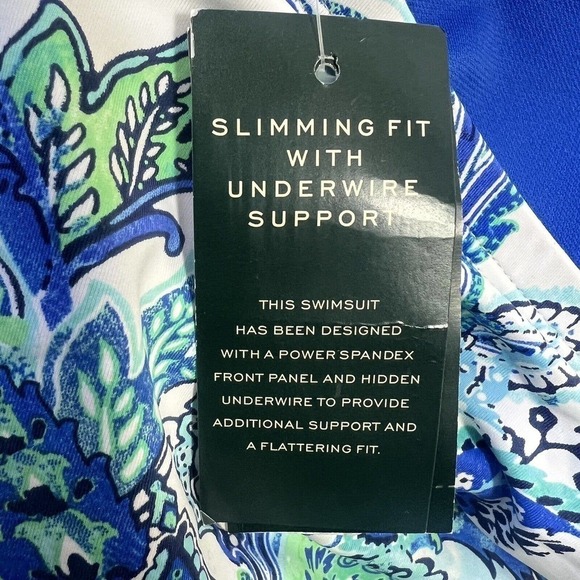 SLIMMING FIT
WITH
UNDERWIRE
SUPPORT
THIS SWIMSUIT
HAS BEEN DESIGNED
WITH A POWER SPANDEX
FRONT PANEL AND HIDDEN
UNDERWIRE TO PROVIDE
ADDITIONAL SUPPORT AND
A FLATTERING FIT.